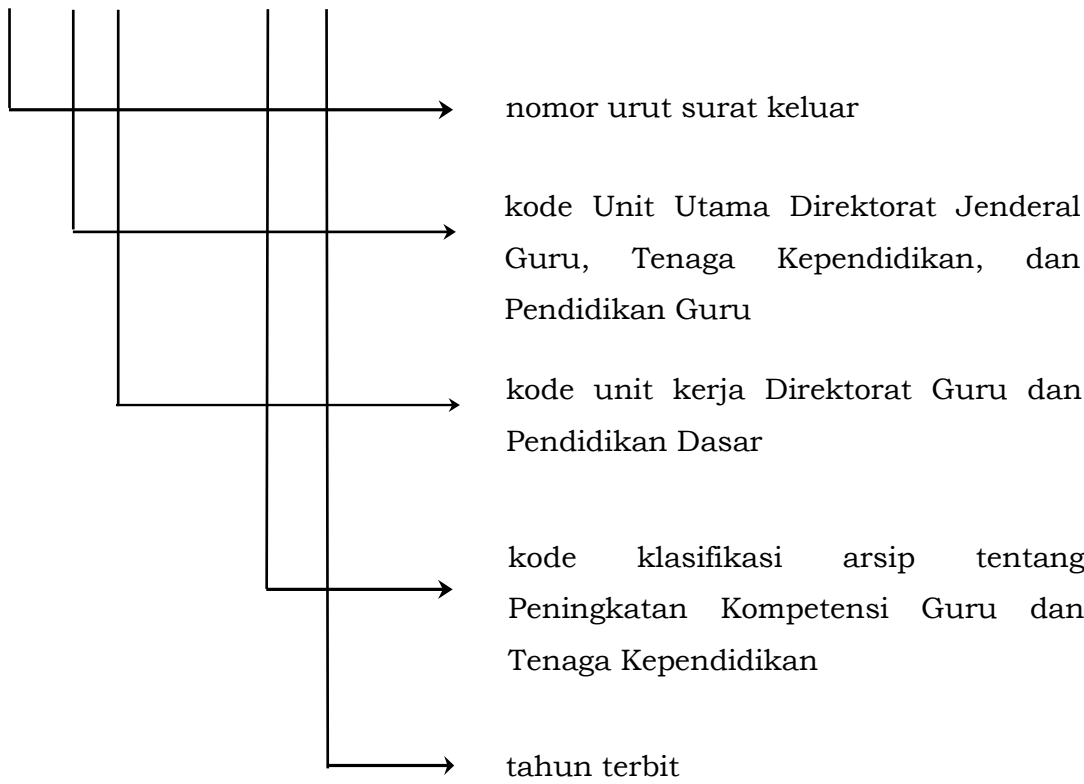 nomor urut surat keluar
kode Unit Utama Direktorat Jenderal
Guru, Tenaga Kependidikan, dan
Pendidikan Guru
kode unit kerja Direktorat Guru dan
Pendidikan Dasar
kode klasifikasi arsip tentang
Peningkatan Kompetensi Guru dan
Tenaga Kependidikan
tahun terbit